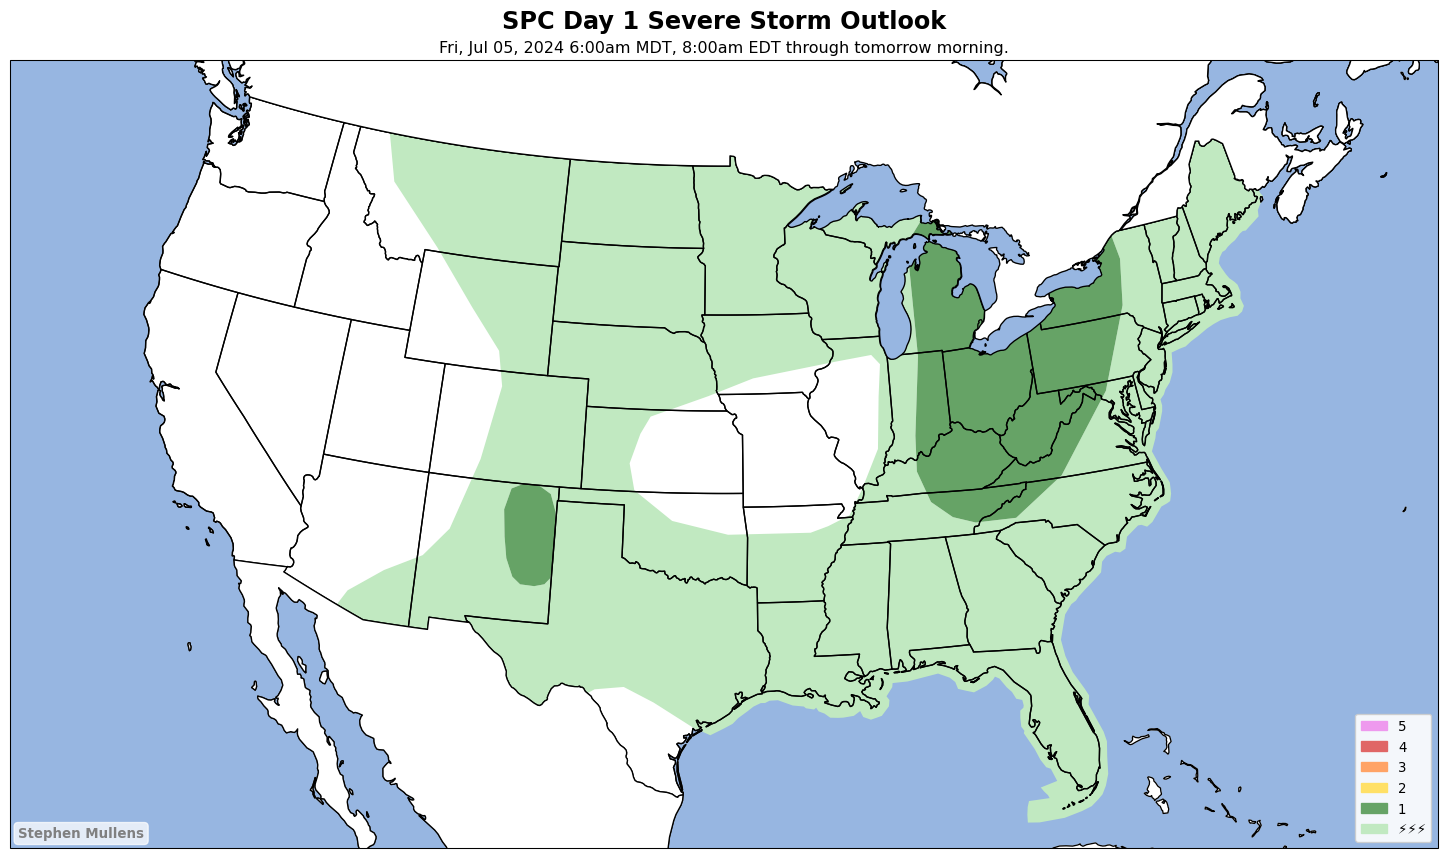 SPC Day 1 Severe Storm Outlook
Fri, Jul 05, 2024 6:00am MDT, 8:00am EDT through tomorrow morning.
5
4
3
2
1
⚡⚡⚡
Stephen Mullens